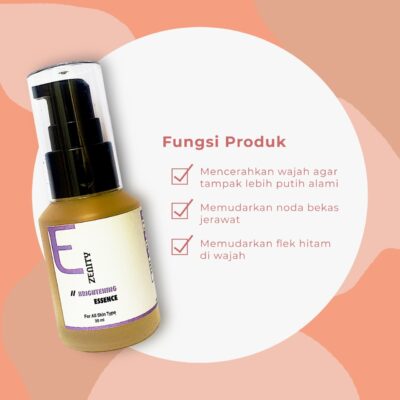 Fungsi Produk
Mencerahkan wajah agar
tampak lebih putih alami
Memudarkan noda bekas
jerawat
Memudarkan flek hitam
di wajah
E
ZENITY
// BRIGHTENING
ESSENCE
For All Skin Type